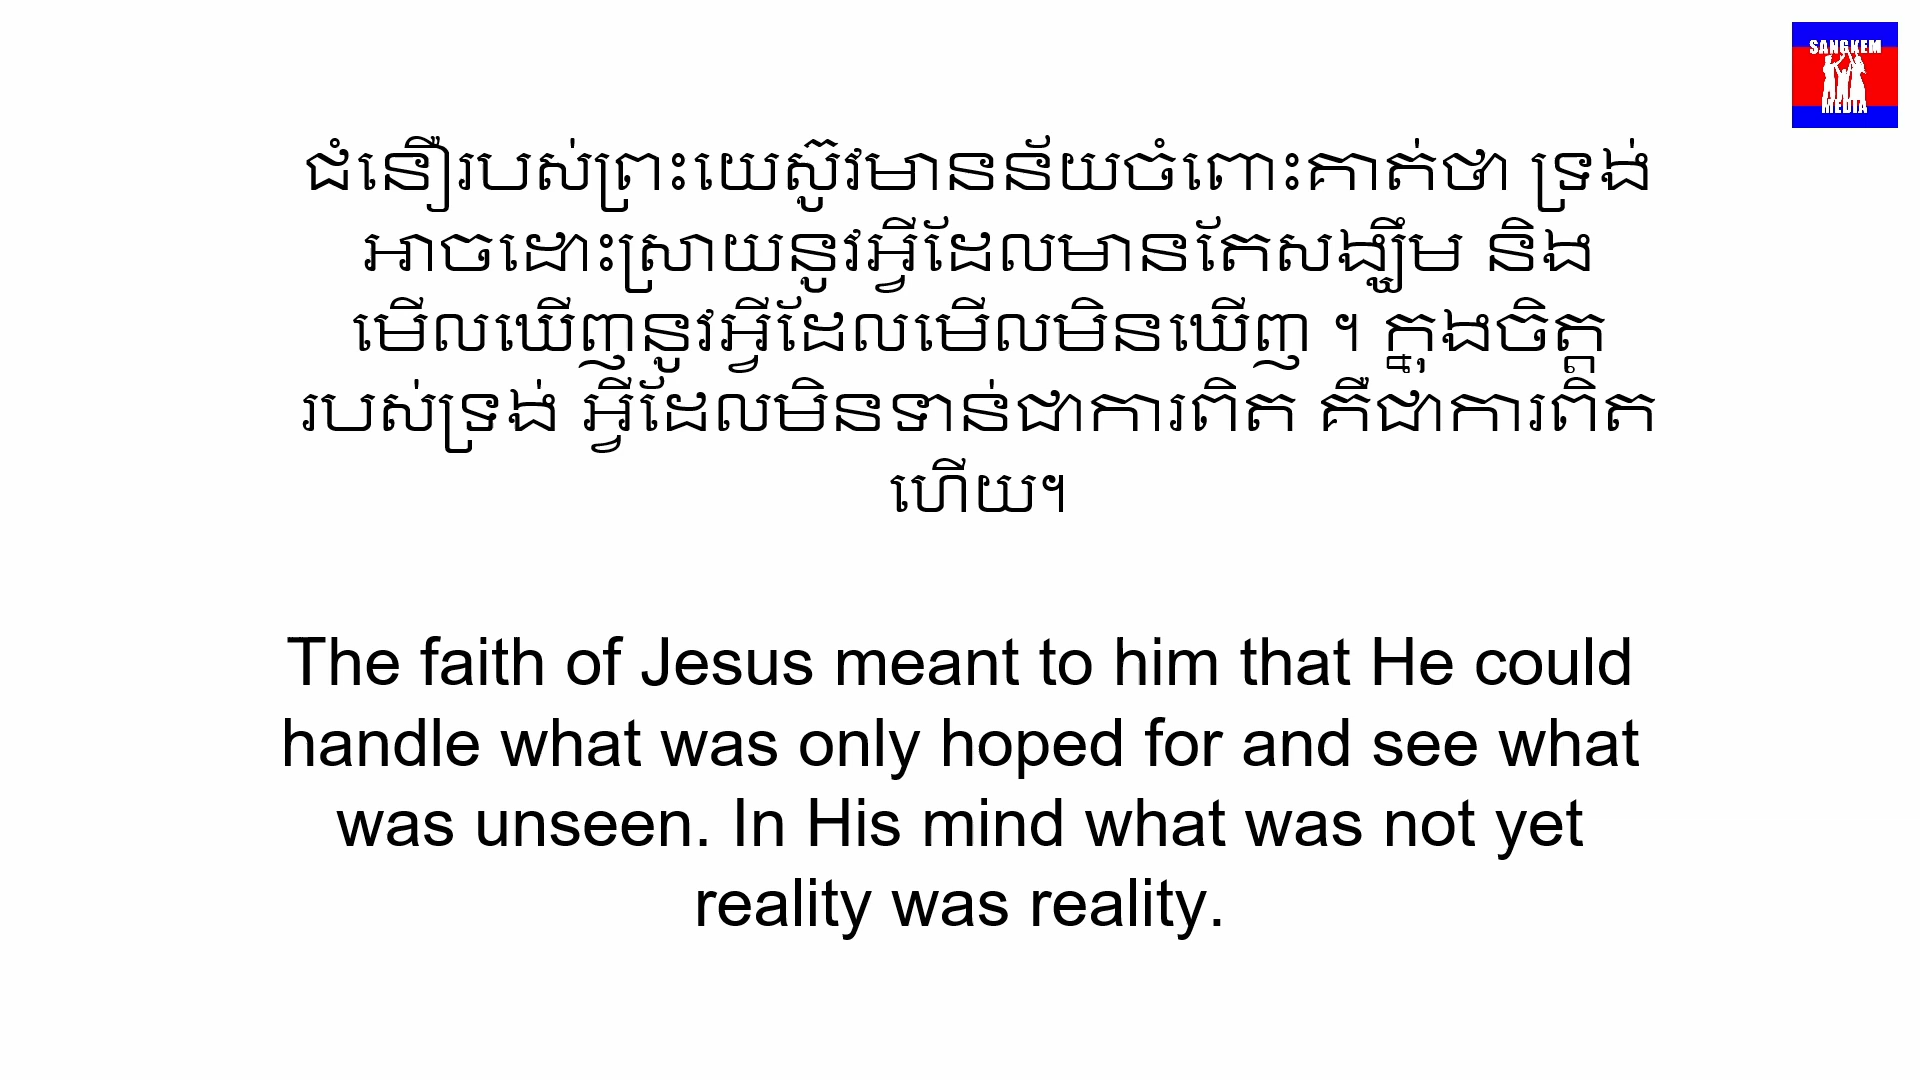 SANGKEM
MEDIA
ជំនឿរបស់ព្រះយេស៊ូវមានន័យចំពោះគាត់ថា ទ្រង់
អាចដោះស្រាយនូវអ្វីដែលមានតែសង្ឃឹម និង
មើលឃើញនូវអ្វីដែលមើលមិនឃើញ ។ ក្នុងចិត្ត
របស់ទ្រង់ អ្វីដែលមិនទាន់ជាការពិត គឺជាការពិត
ហើយ។
The faith of Jesus meant to him that He could
handle what was only hoped for and see what
was unseen. In His mind what was not yet
reality was reality.